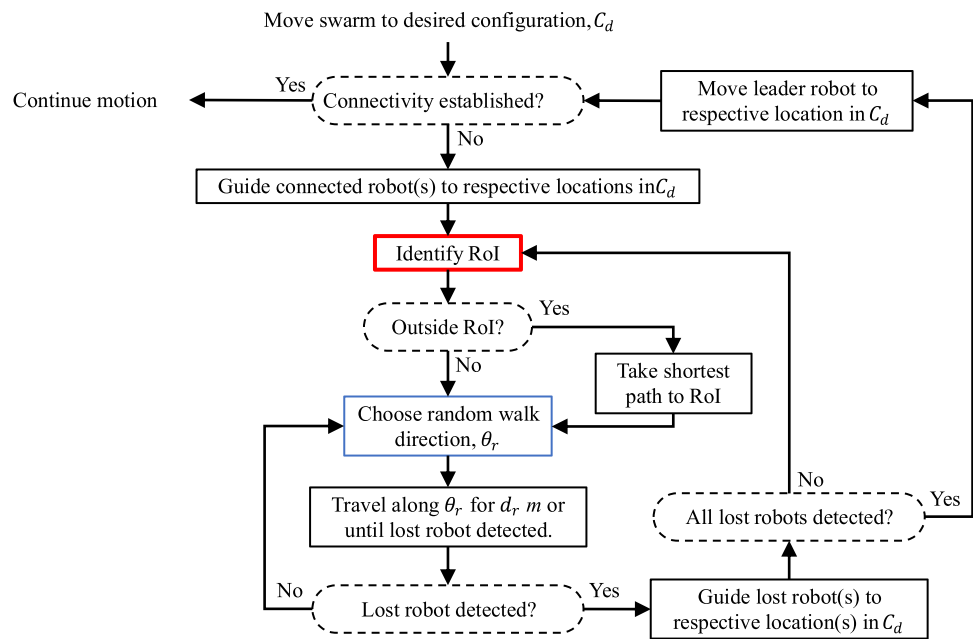 Move swarm to desired configuration, C_d
Yes
Continue motion
Connectivity established?
Move leader robot to
respective location in C_d
No
Guide connected robot(s) to respective locations inC_d
Identify RoI
Yes
Outside RoI?
No
Take shortest
path to RoI
Choose random walk
direction, θ_r
No
Yes
Travel along θ_r for d_r m or
until lost robot detected.
All lost robots detected?
No
Yes
Lost robot detected?
Guide lost robot(s) to
respective location(s) in C_d